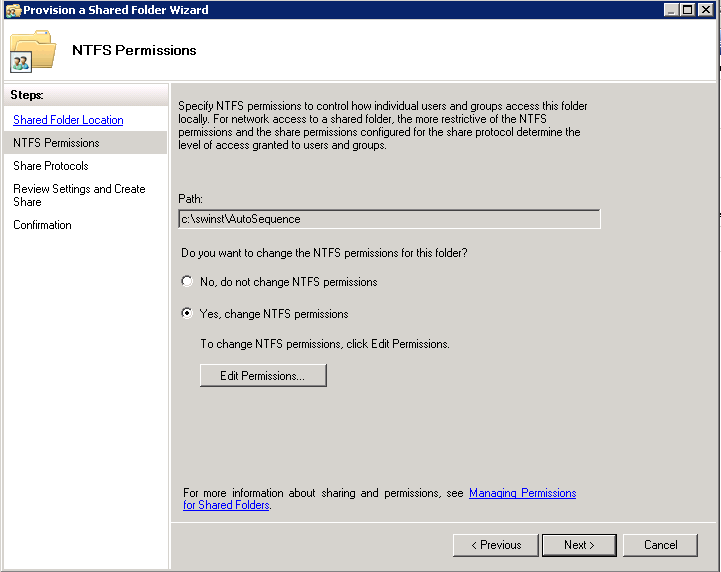 Provision a Shared Folder Wizard
NTFS Permissions
Steps:
Shared Folder Location
NTFS Permissions
Share Protocols
Review Settings and Create
Share
Confirmation
Specify NTFS permissions to control how individual users and groups access this folder
locally. For network access to a shared folder, the more restrictive of the NTFS
permissions and the share permissions configured for the share protocol determine the
level of access granted to users and groups.
Path:
c:\swinst\AutoSequence
Do you want to change the NTFS permissions for this folder?
No, do not change NTFS permissions
Yes, change NTFS permissions
To change NTFS permissions, click Edit Permissions.
Edit Permissions...
For more information about sharing and permissions, see Managing Permissions
for Shared Folders.
< Previous
Next >
Cancel